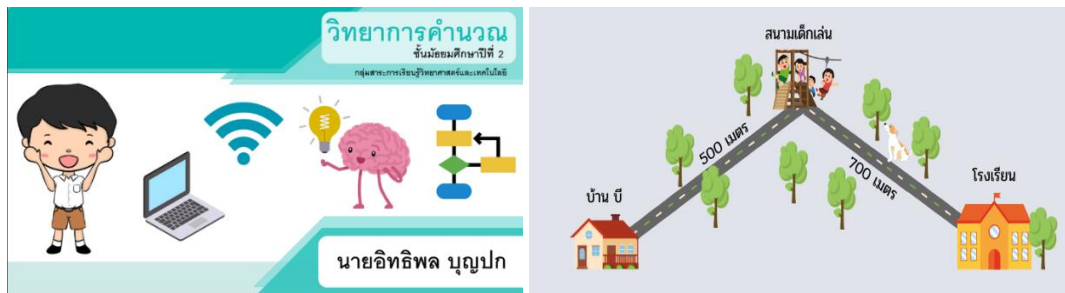 วิทยาการคำนวณ
ชั้นมัธยมศึกษาปีที่ 2
กลุ่มสาระการเรียนรู้วิทยาศาสตร์และเทคโนโลยี
นายอิทธิพล บุญปก
สนามเด็กเล่น
500 เมตร
700 เมตร
โรงเรียน
บ้าน บี